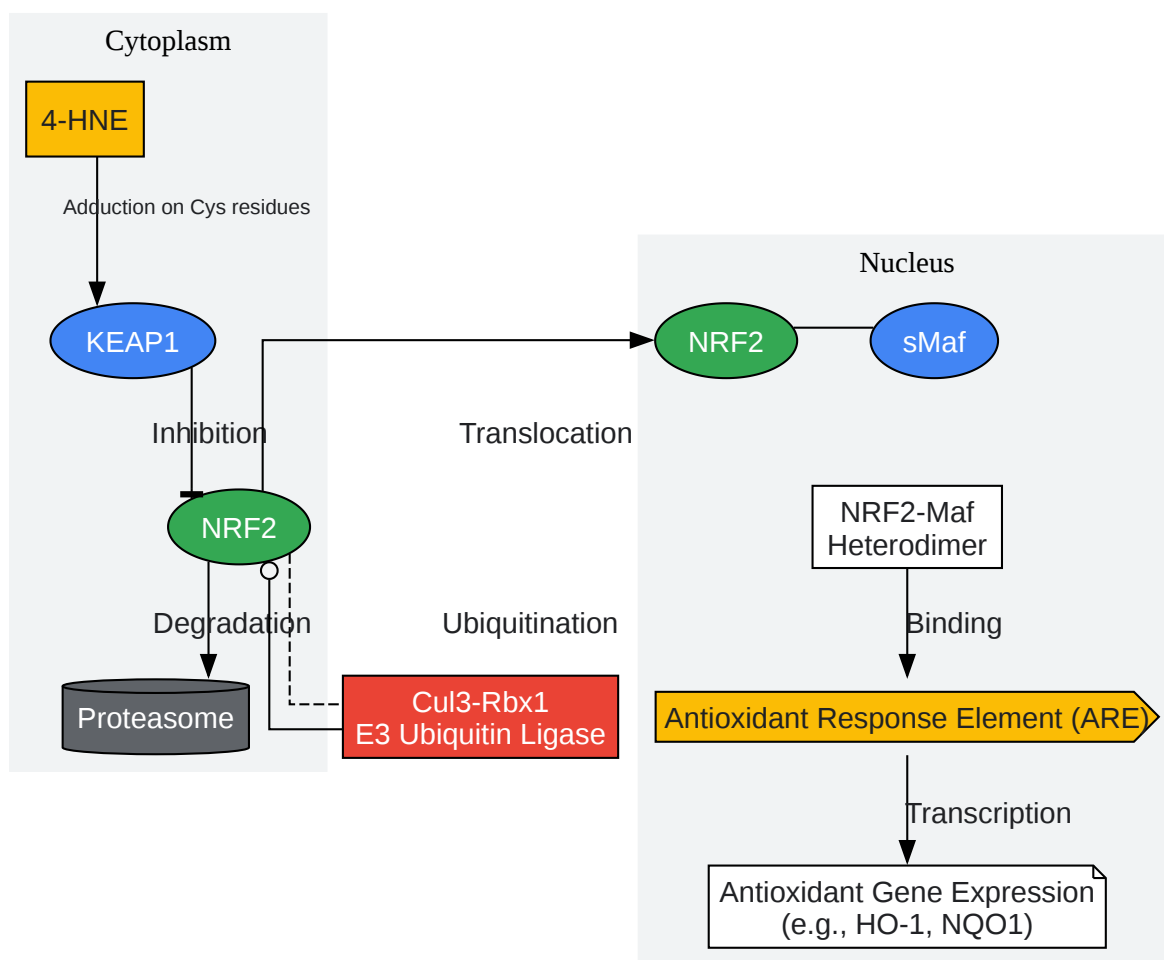 Cytoplasm
4-HNE
Adduction on Cys residues
Nucleus
KEAP1
NRF2
sMaf
Inhibition
Translocation
NRF2
NRF2-Maf
Heterodimer
Degradation
Ubiquitination
Binding
Proteasome
Cul3-Rbx1
E3 Ubiquitin Ligase
Antioxidant Response Element (ARE)
Transcription
Antioxidant Gene Expression
(e.g., HO-1, NQO1)